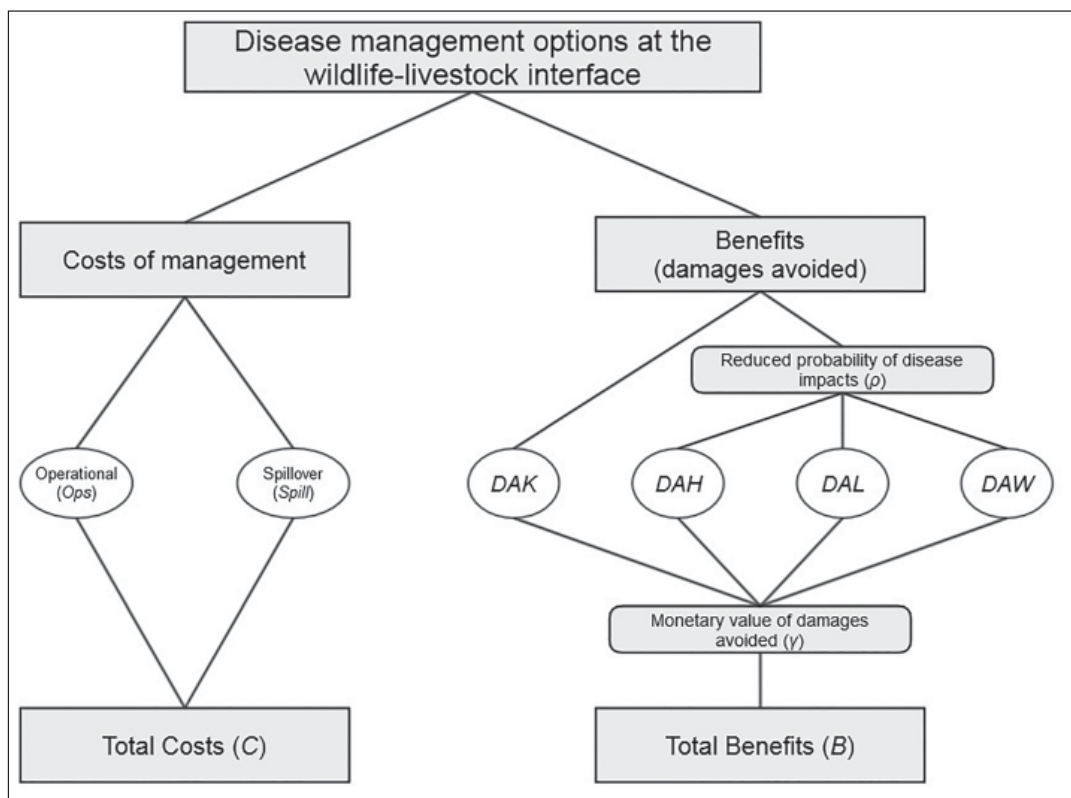 Disease management options at the
wildlife-livestock interface
Costs of management
Benefits
(damages avoided)
Reduced probability of disease
impacts (ρ)
Operational
(Ops)
Spillover
(Spill)
DAK
DAH
DAL
DAW
Monetary value of damages
avoided (γ)
Total Costs (C)
Total Benefits (B)